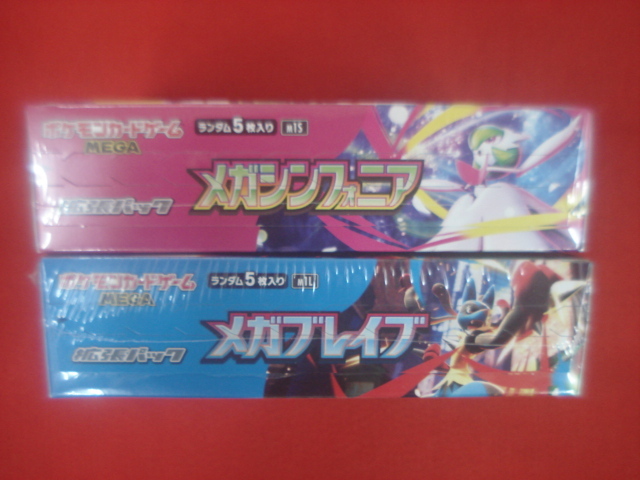 ポケモンカードゲーム
MEGA
ランダム5枚入り m1S
メガシンフォニア
拡張パック
ポケモンカードゲーム
MEGA
ランダム5枚入り m1L
メガブレイブ
拡張パック